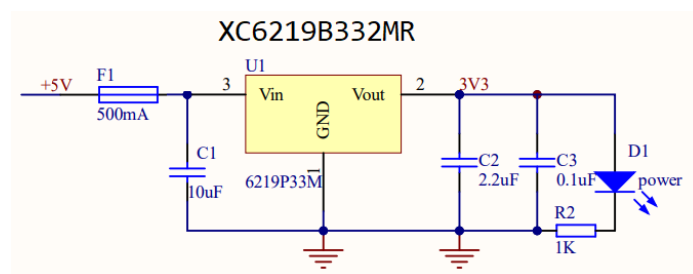 XC6219B332MR
+5V
F1
500mA
C1
10uF
U1
3
Vin
Vout
GND
1
2
6219P33M
3V3
C2
2.2uF
C3
0.1uF
D1
power
R2
1K